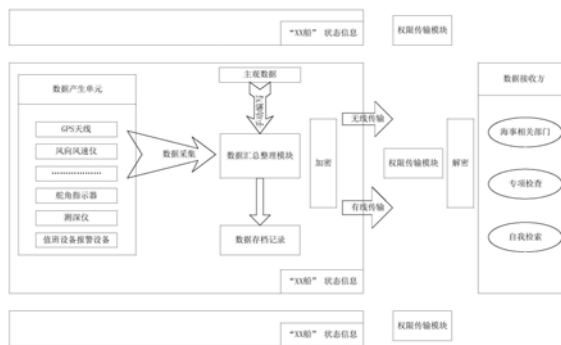 “XX船” 状态信息
权限传输模块
数据产生单元
GPS天线
风向风速仪
………………
舵角指示器
测深仪
值班设备报警设备
数据采集
主观数据
手动填写
数据汇总整理模块
数据存档记录
加密
“XX船” 状态信息
无线传输
权限传输模块
有线传输
解密
数据接收方
海事相关部门
专项检查
自我检索
“XX船” 状态信息
权限传输模块